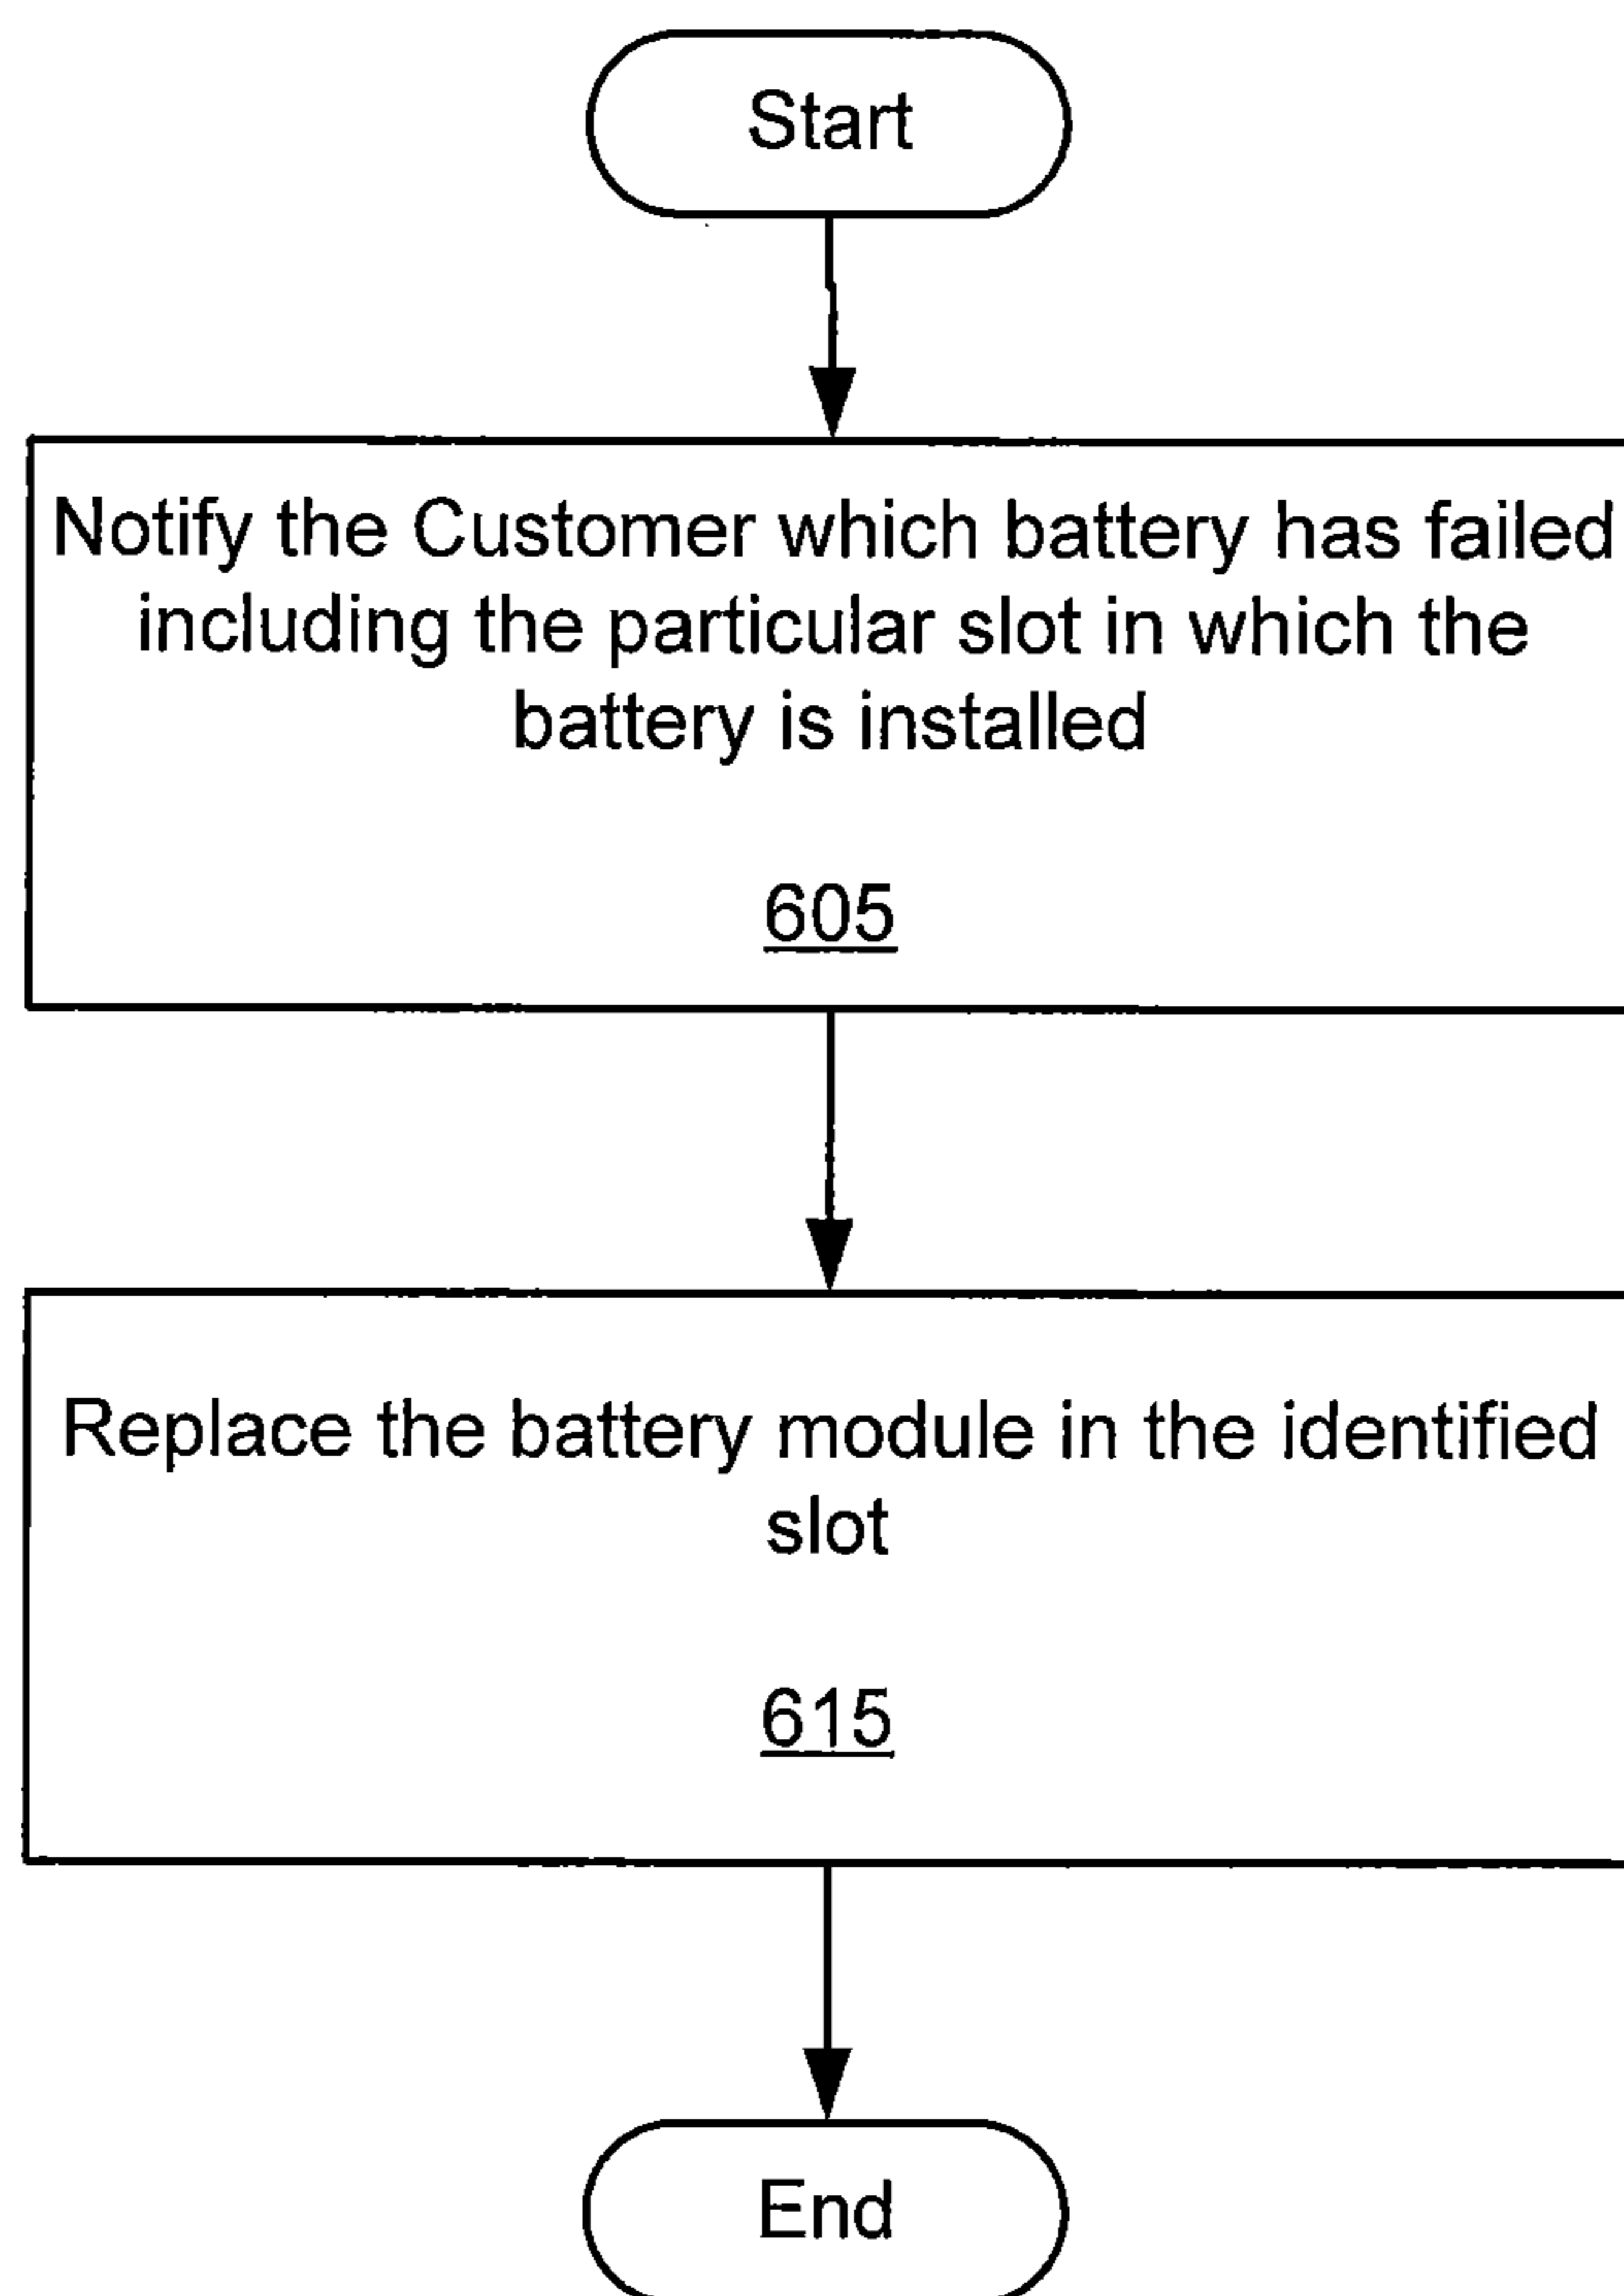 Start
Notify the Customer which battery has failed
including the particular slot in which the
battery is installed
605
Replace the battery module in the identified
slot
615
End